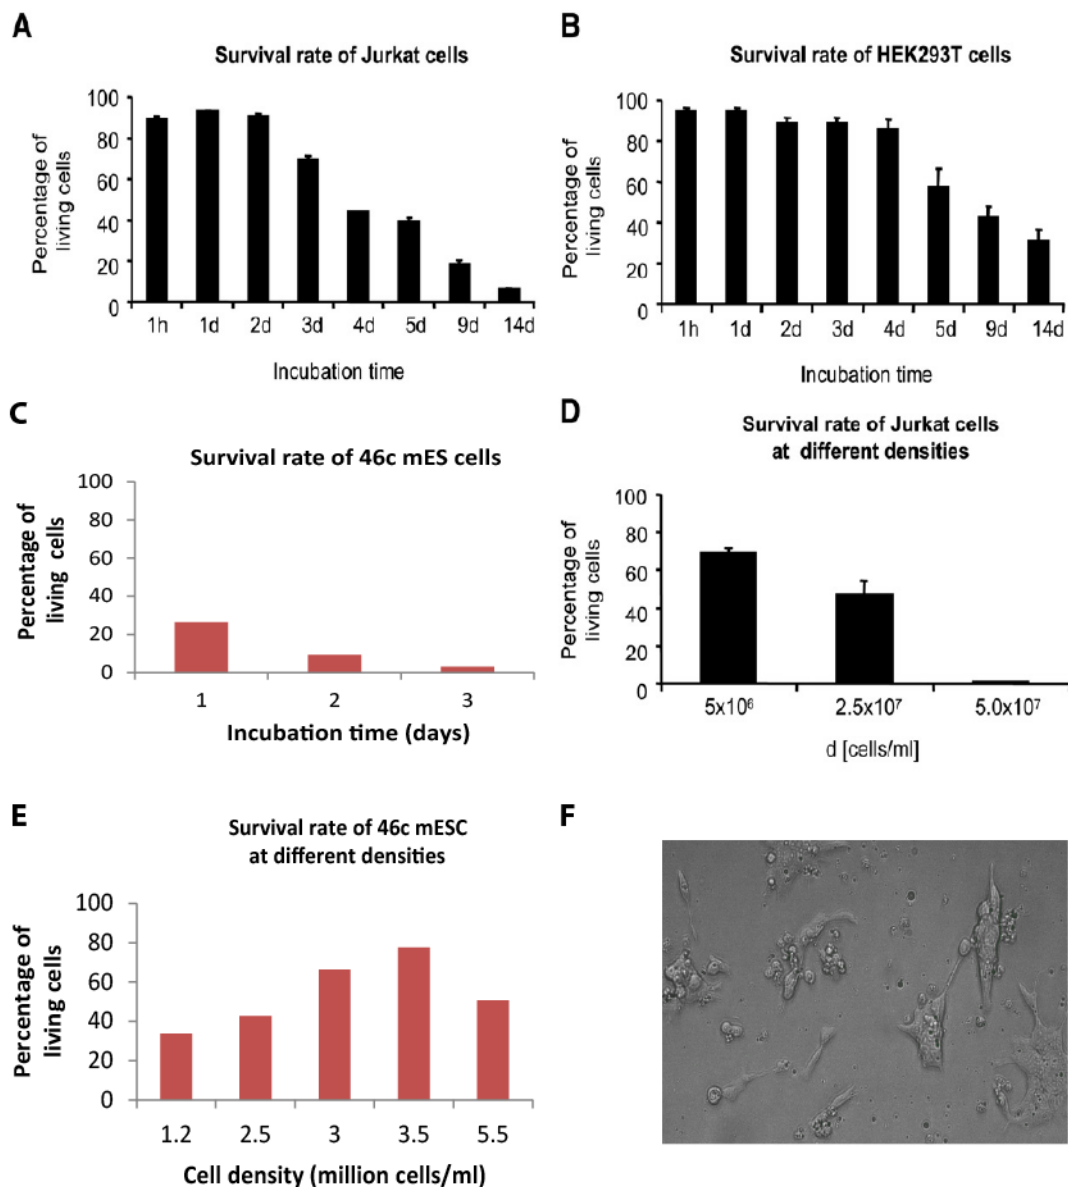 A
Survival rate of Jurkat cells
Percentage of
living cells
100
80
60
40
20
0
1h 1d 2d 3d 4d 5d 9d 14d
Incubation time
B
Survival rate of HEK293T cells
Percentage of
living cells
100
80
60
40
20
0
1h 1d 2d 3d 4d 5d 9d 14d
Incubation time
C
Survival rate of 46c mES cells
Percentage of
living cells
100
80
60
40
20
0
1 2 3
Incubation time (days)
D
Survival rate of Jurkat cells
at different densities
Percentage of
living cells
100
80
60
40
20
0
5x10⁶ 2.5x10⁷ 5.0x10⁷
d [cells/ml]
E
Survival rate of 46c mESC
at different densities
Percentage of
living cells
100
80
60
40
20
0
1.2 2.5 3 3.5 5.5
Cell density (million cells/ml)
F